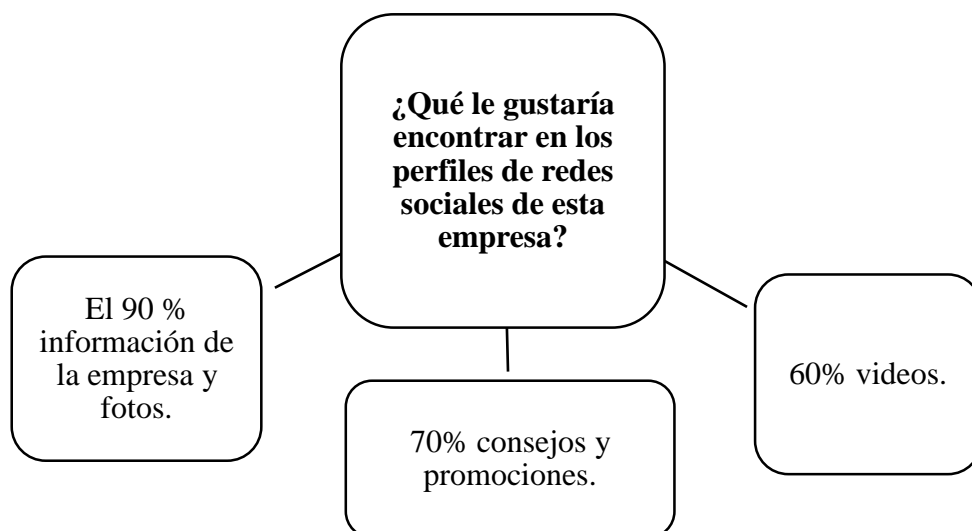 ¿Qué le gustaría
encontrar en los
perfiles de redes
sociales de esta
empresa?
El 90 %
información de
la empresa y
fotos.
70% consejos y
promociones.
60% videos.